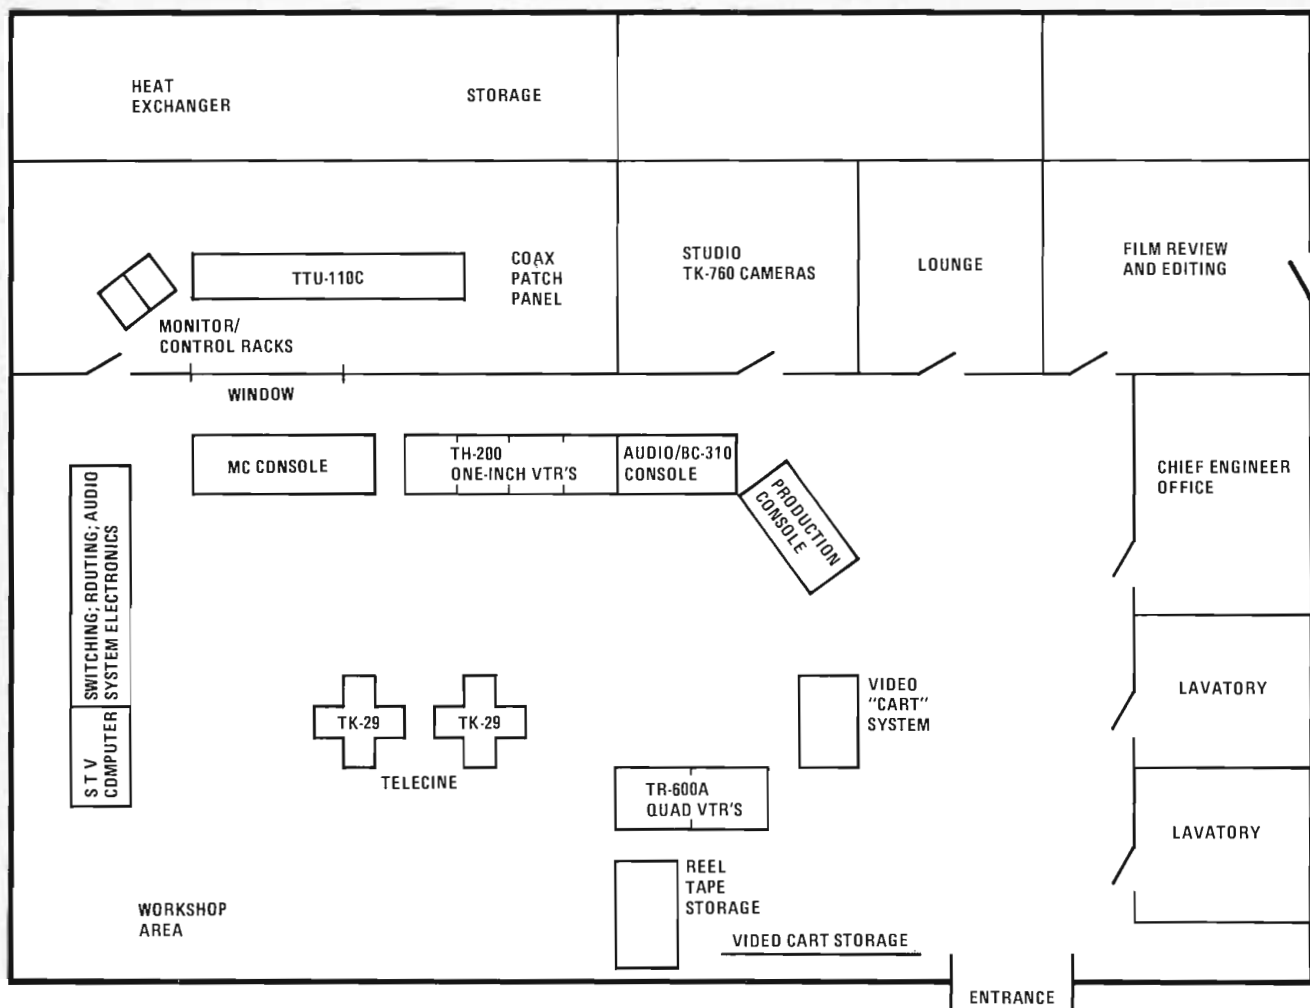 HEAT
EXCHANGER
STORAGE
TTU-110C
COAX
PATCH
PANEL
STUDIO
TK-760 CAMERAS
LOUNGE
FILM REVIEW
AND EDITING
MONITOR/
CONTROL RACKS
WINDOW
MC CONSOLE
TH-200
ONE-INCH VTR'S
AUDIO/BC-310
CONSOLE
PRODUCTION
CONSOLE
CHIEF ENGINEER
OFFICE
SWITCHING; ROUTING; AUDIO
SYSTEM ELECTRONICS
S T V
COMPUTER
TK-29
TK-29
TELECINE
VIDEO
"CART"
SYSTEM
LAVATORY
TR-600A
QUAD VTR'S
LAVATORY
REEL
TAPE
STORAGE
WORKSHOP
AREA
VIDEO CART STORAGE
ENTRANCE